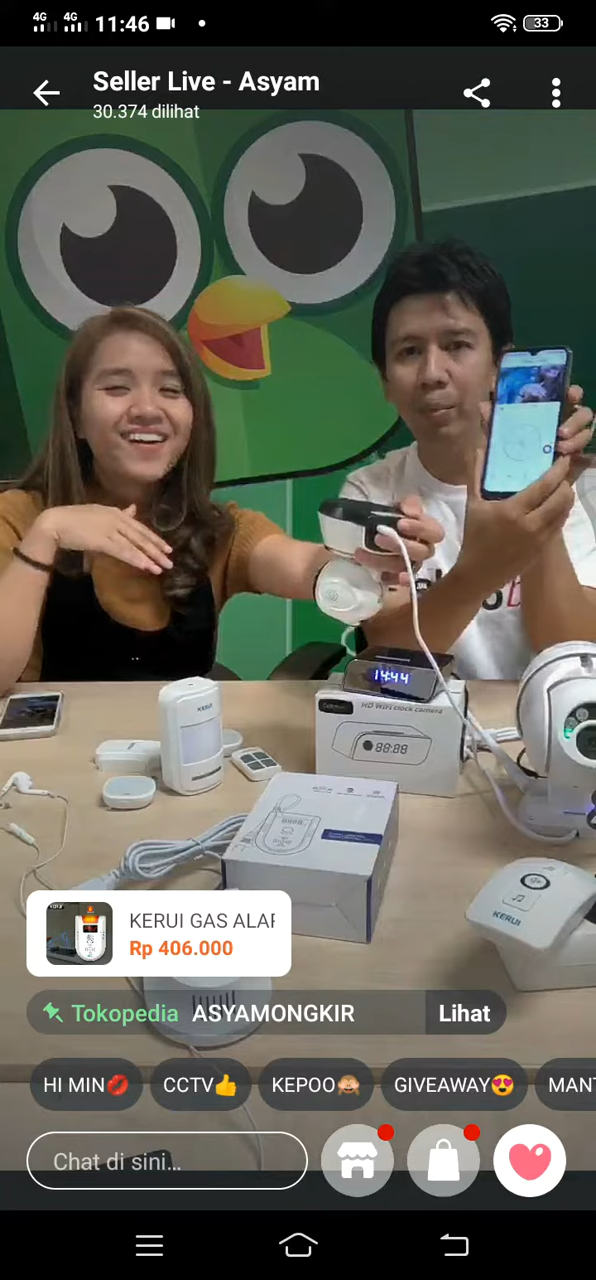 4G 4G 11:46 33
Seller Live - Asyam
30.374 dilihat
14:44
HD WiFi clock camera
88:88
KERUI
KERUI
KERUI GAS ALAR
Rp 406.000
Tokopedia ASYAMONGKIR Lihat
HI MIN💋 CCTV👍 KEPOO🙈 GIVEAWAY😍 MANT
Chat di sini...